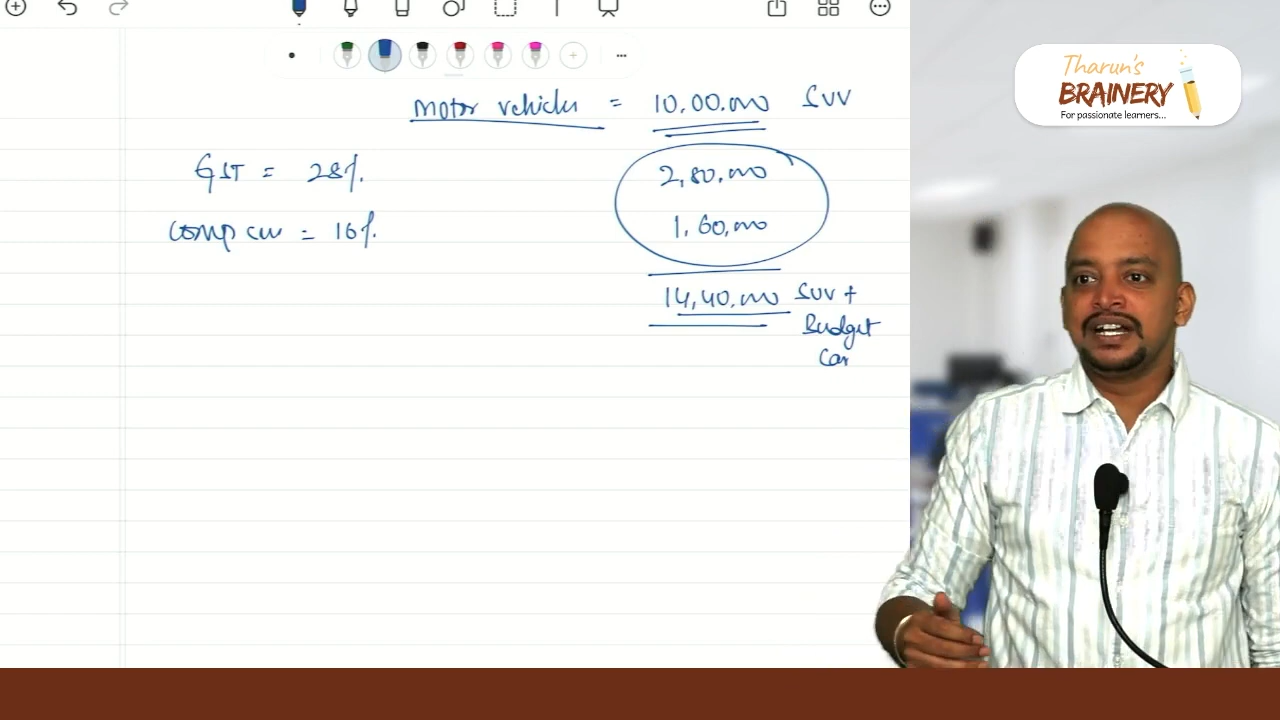 Tharun's
BRAINERY
For passionate learners...
motor vehicles = 10,00,000 SUV
GST = 28%. 2,80,000
comp cess = 16%. 1,60,000
14,40,000 SUV +
Budget
Car